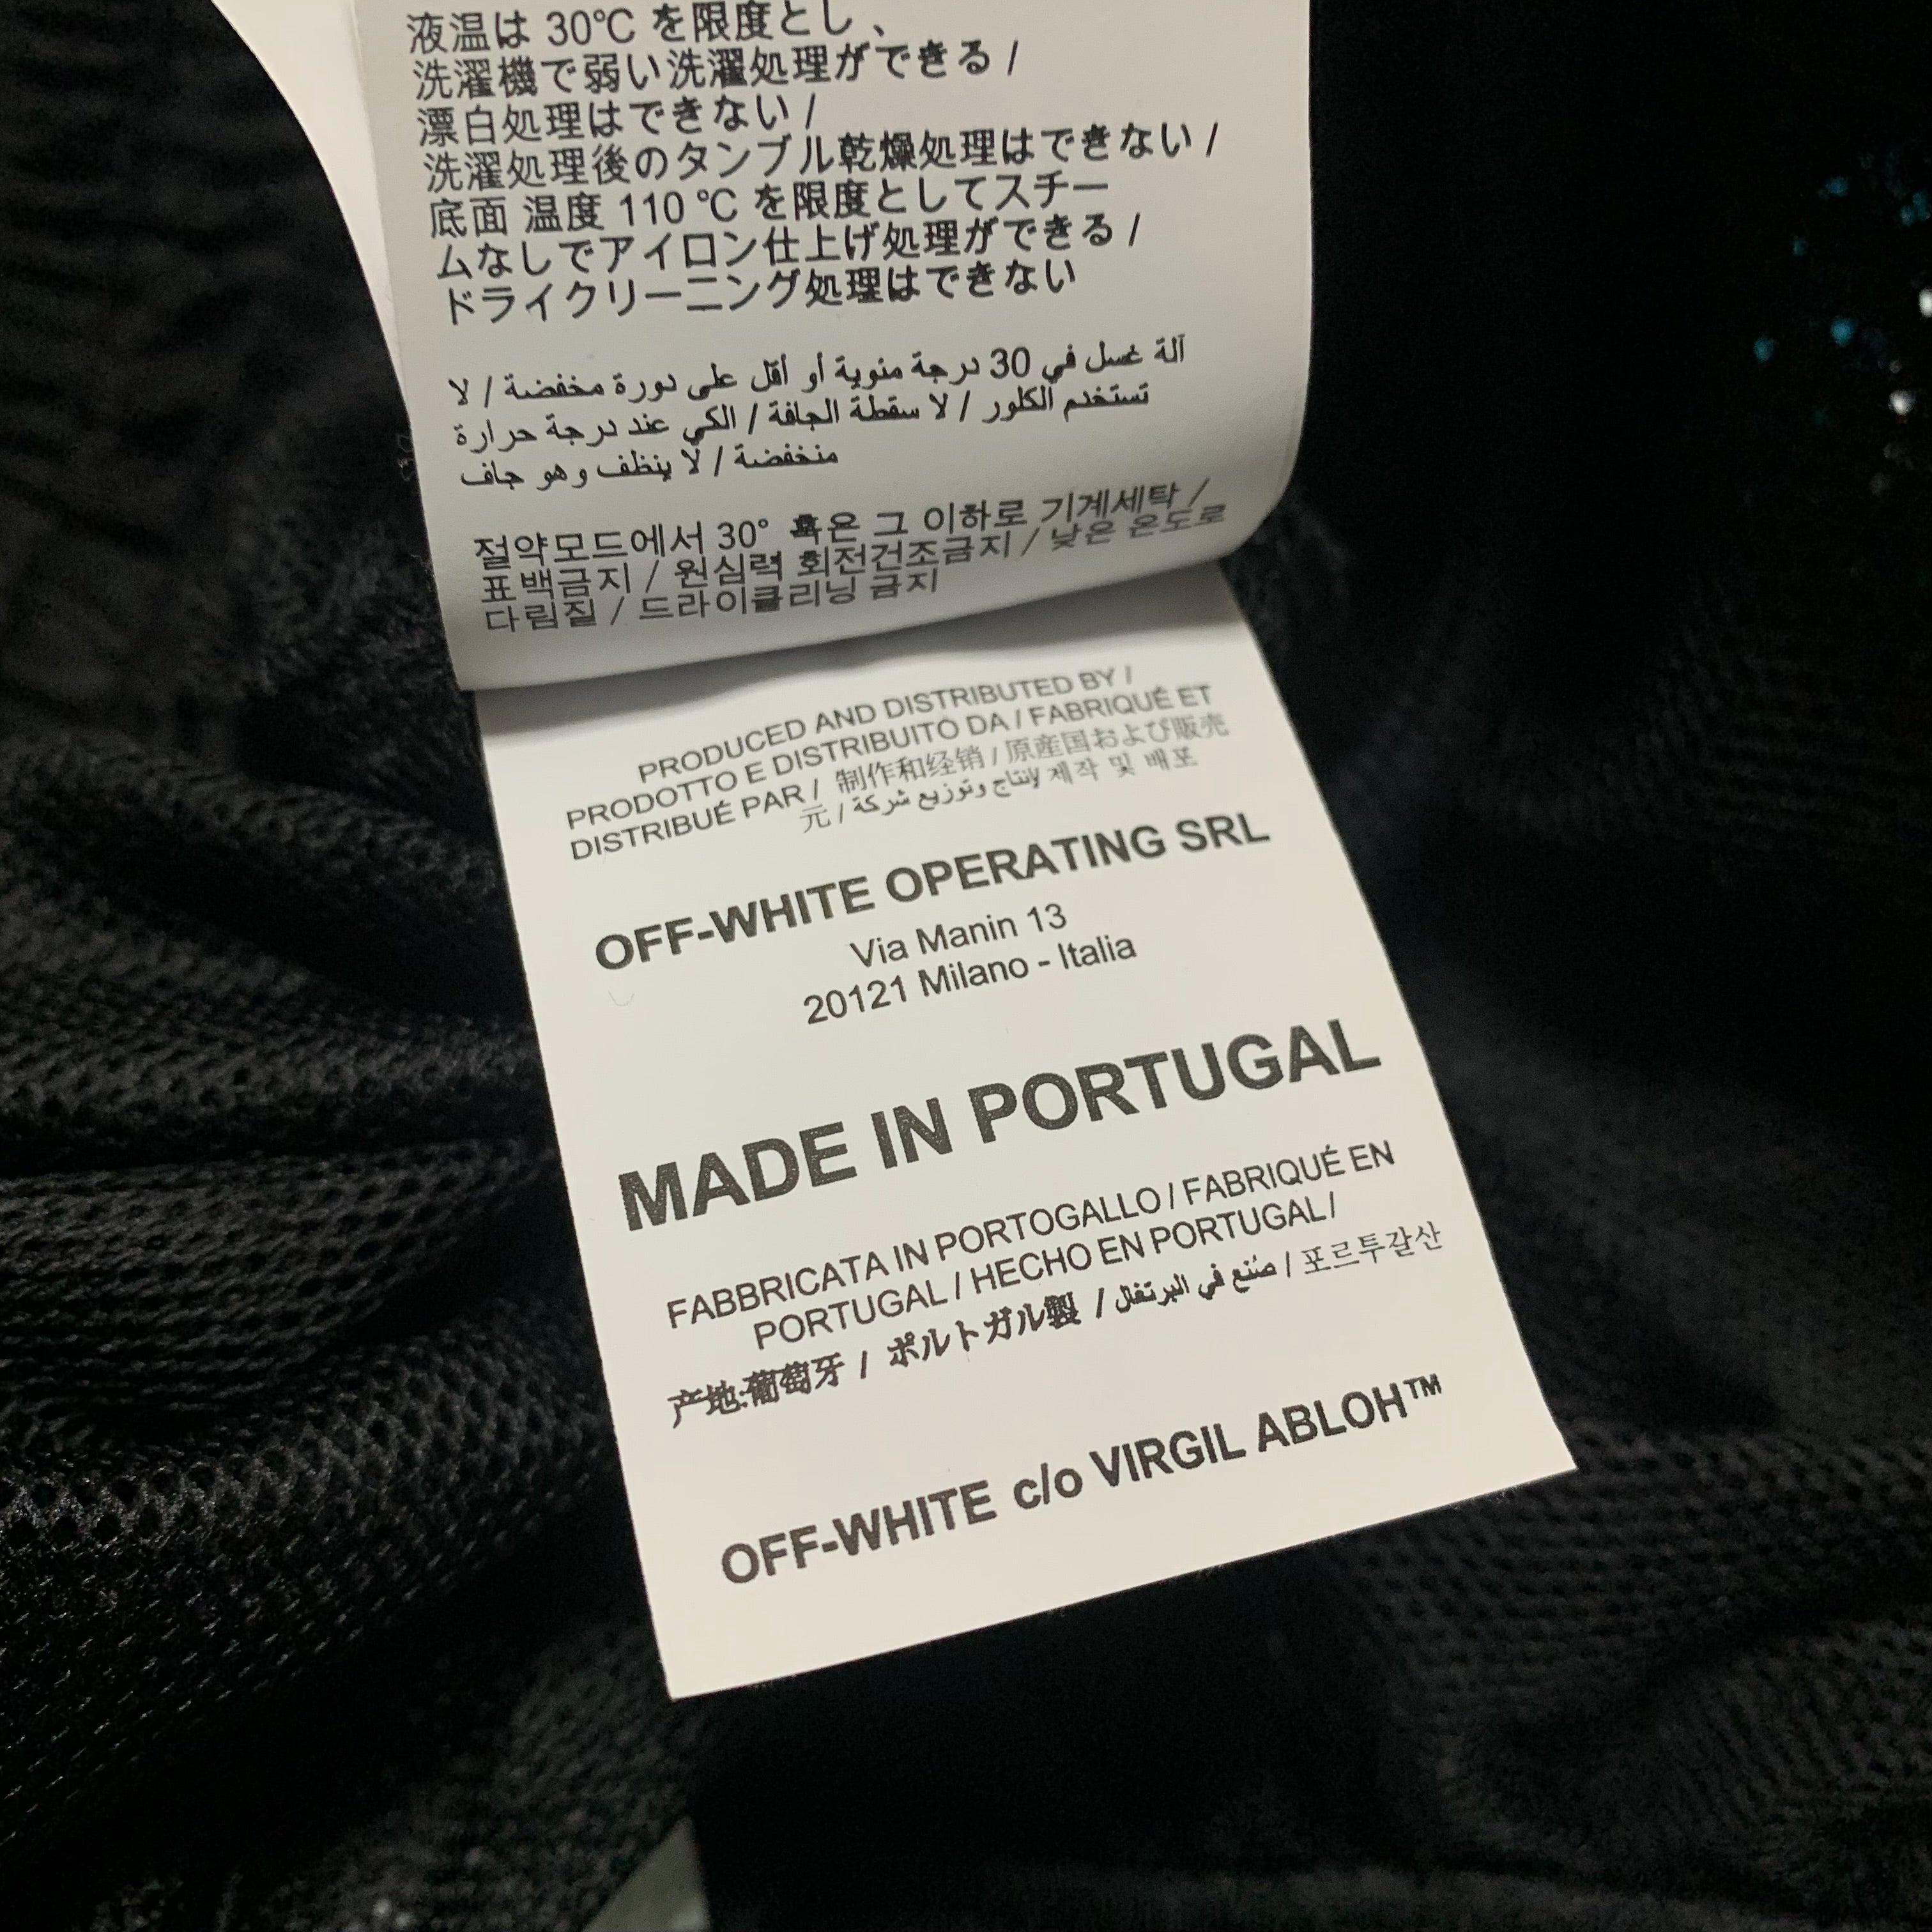 液温は 30℃ を限度とし、
洗濯機で弱い洗濯処理ができる /
漂白処理はできない /
洗濯処理後のタンブル乾燥処理はできない /
底面 温度 110 ℃ を限度としてスチー
ムなしでアイロン仕上げ処理ができる /
ドライクリーニング処理はできない
آلة غسل في 30 درجة مئوية أو أقل على دورة مخفضة / لا
تستخدم الكلور / لا سقطة الجافة / الكي عند درجة حرارة
منخفضة / لا ينظف وهو جاف
절약모드에서 30° 혹은 그 이하로 기계세탁 /
표백금지 / 원심력 회전건조금지 / 낮은 온도로
다림질 / 드라이클리닝 금지
PRODUCED AND DISTRIBUTED BY /
PRODOTTO E DISTRIBUITO DA / FABRIQUÉ ET
DISTRIBUÉ PAR / 制作和经销 / 原産国および販売
元 / إنتاج وتوزيع شركة 제작 및 배포
OFF-WHITE OPERATING SRL
Via Manin 13
20121 Milano - Italia
MADE IN PORTUGAL
FABBRICATA IN PORTOGALLO / FABRIQUÉ EN
PORTUGAL / HECHO EN PORTUGAL /
产地:葡萄牙 / ポルトガル製 / صُنع في البرتغال / 포르투갈산
OFF-WHITE c/o VIRGIL ABLOH™